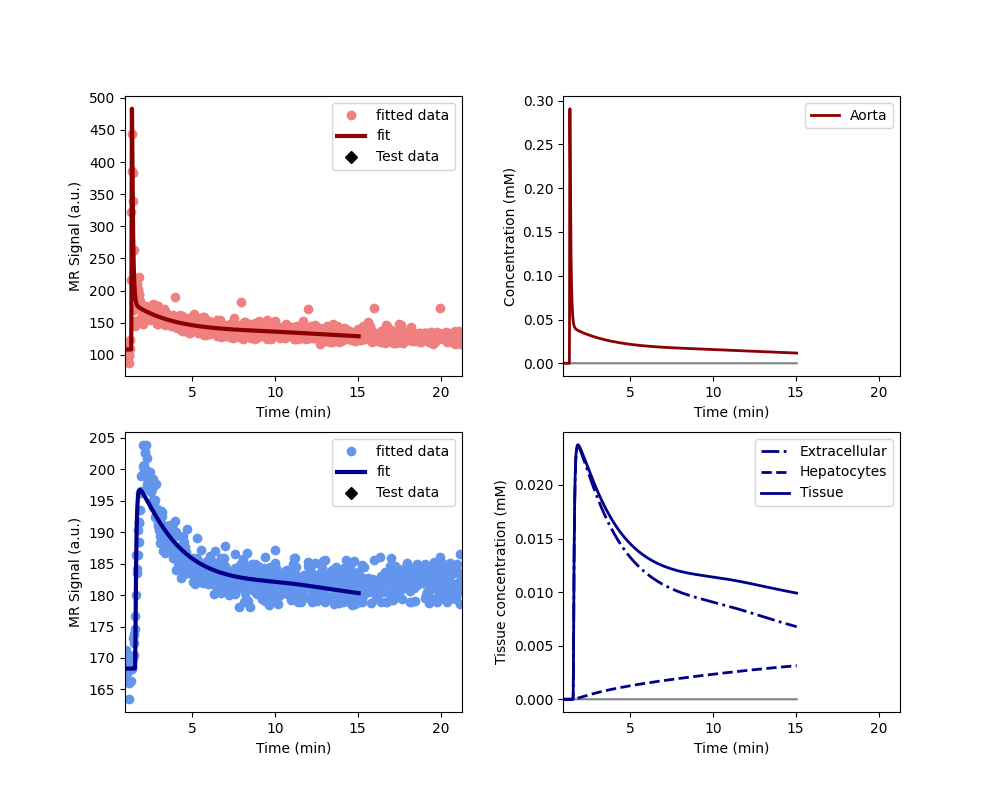 500
450
400
350
300
250
200
150
100
MR Signal (a.u.)
fitted data
fit
Test data
5
10
15
20
Time (min)
0.30
0.25
0.20
0.15
0.10
0.05
0.00
Concentration (mM)
Aorta
5
10
15
20
Time (min)
205
200
195
190
185
180
175
170
165
MR Signal (a.u.)
fitted data
fit
Test data
5
10
15
20
Time (min)
0.020
0.015
0.010
0.005
0.000
Tissue concentration (mM)
Extracellular
Hepatocytes
Tissue
5
10
15
20
Time (min)